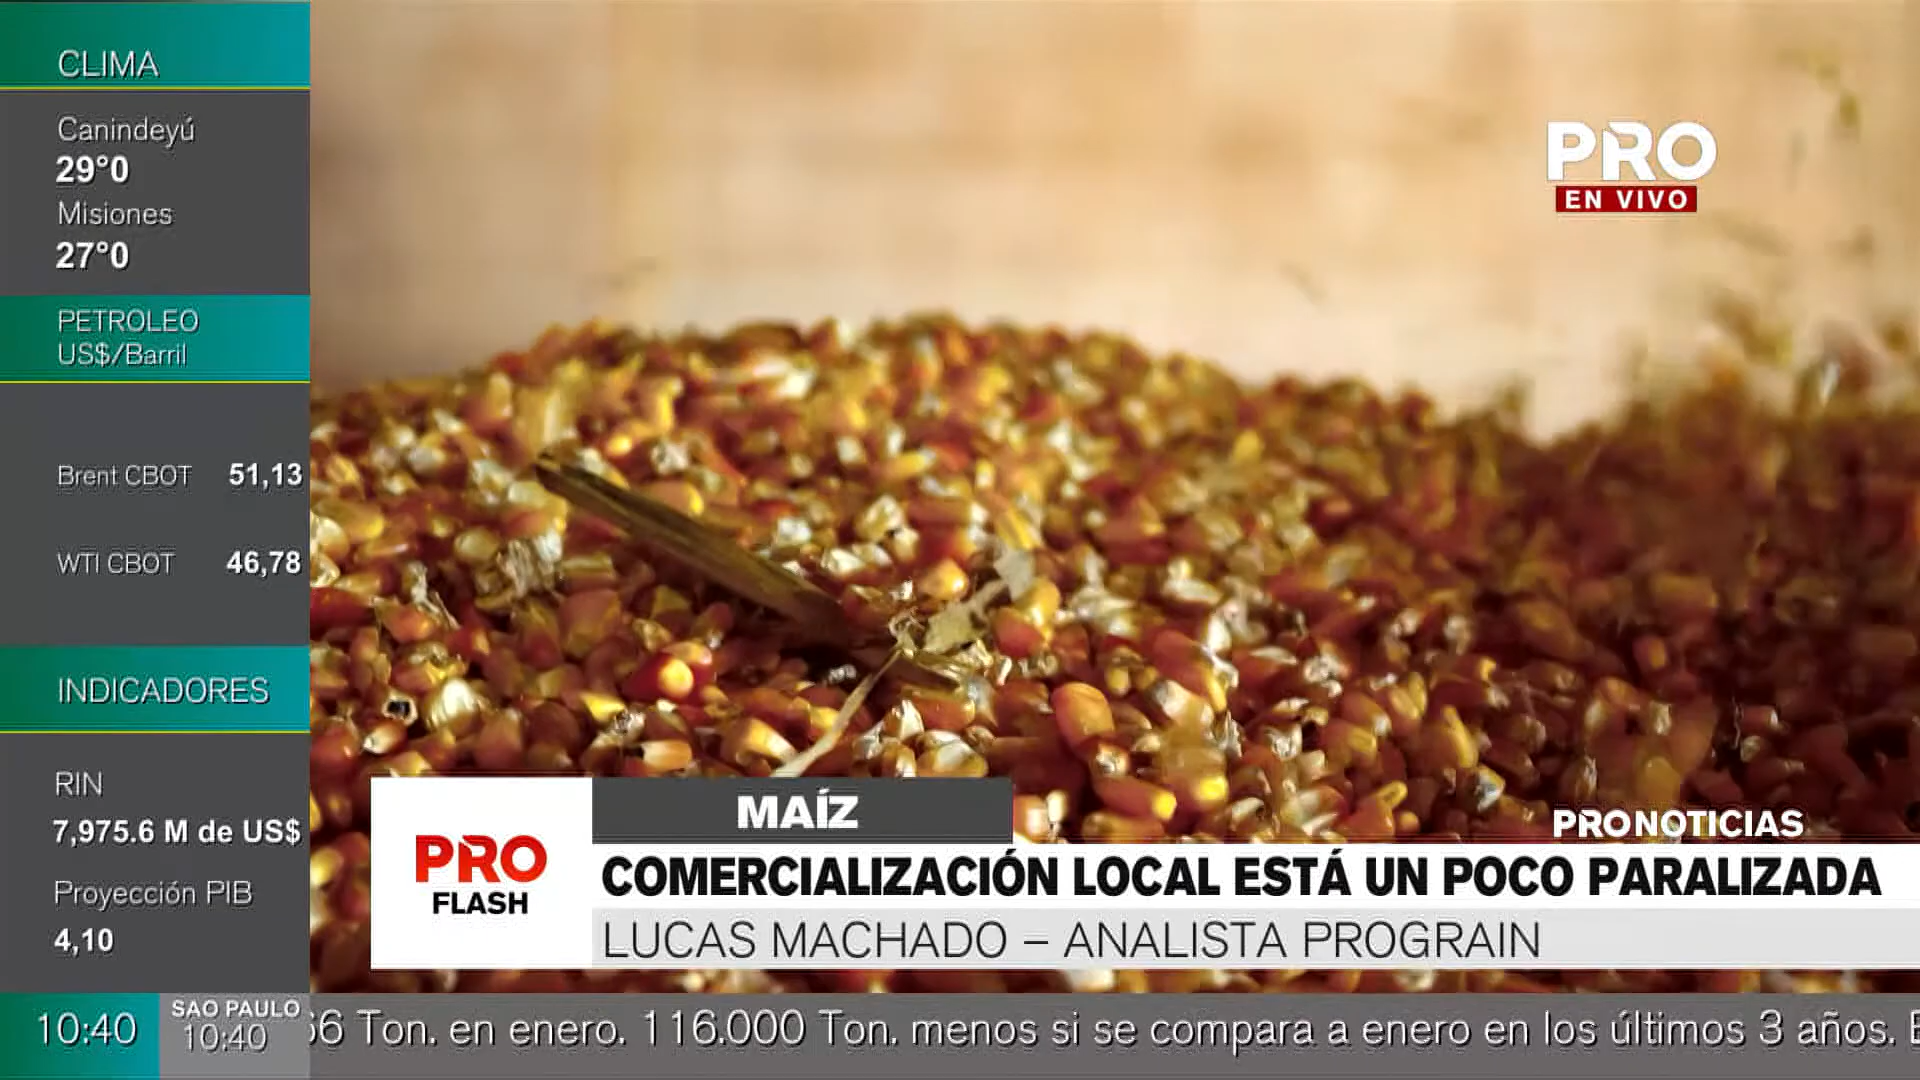 CLIMA
Canindeyú
29°0
Misiones
27°0
PETROLEO
US$/Barril
Brent CBOT 51,13
WTI CBOT 46,78
INDICADORES
RIN
7,975.6 M de US$
Proyección PIB
4,10
PRO
EN VIVO
PRONOTICIAS
MAÍZ
PRO
FLASH
COMERCIALIZACIÓN LOCAL ESTÁ UN POCO PARALIZADA
LUCAS MACHADO – ANALISTA PROGRAIN
10:40
SAO PAULO
10:40
66 Ton. en enero. 116.000 Ton. menos si se compara a enero en los últimos 3 años.